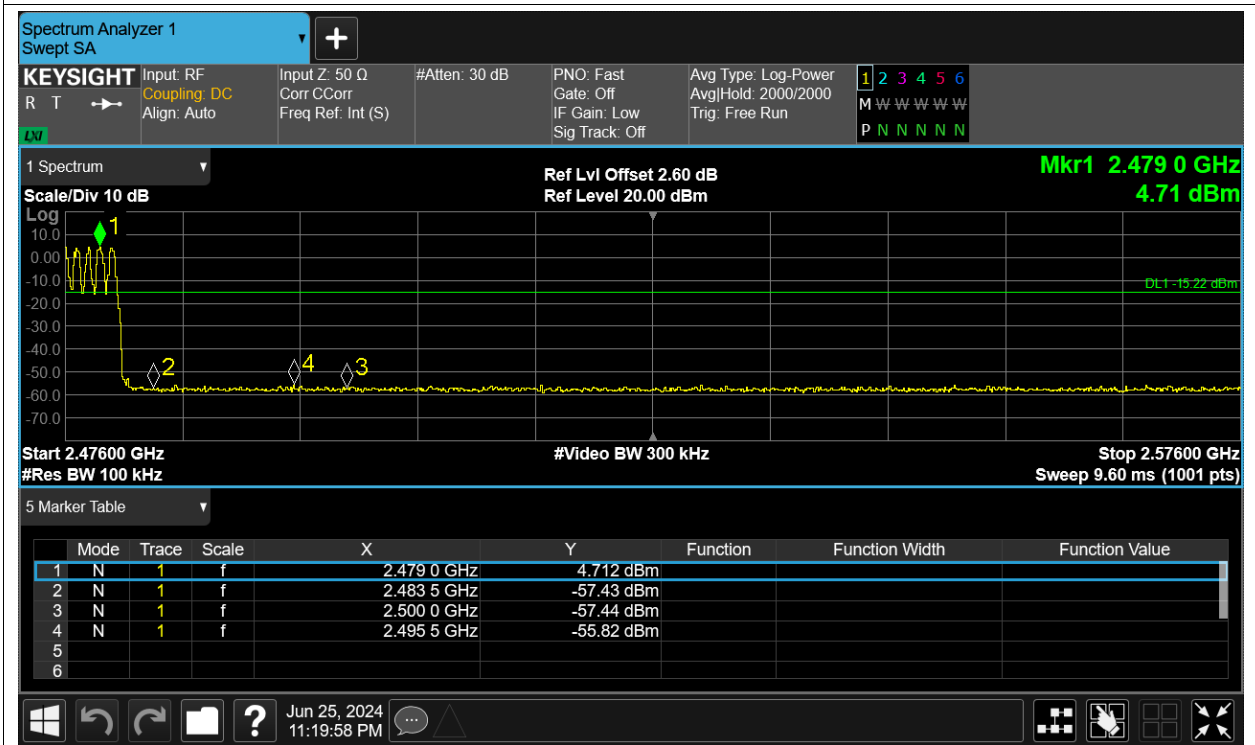 Spectrum Analyzer 1
Swept SA
KEYSIGHT
R T
LXI
Input: RF
Coupling: DC
Align: Auto
Input Z: 50 Ω
Corr CCorr
Freq Ref: Int (S)
#Atten: 30 dB
PNO: Fast
Gate: Off
IF Gain: Low
Sig Track: Off
Avg Type: Log-Power
Avg|Hold: 2000/2000
Trig: Free Run
1 2 3 4 5 6
M W W W W W
P N N N N N
1 Spectrum
Scale/Div 10 dB
Ref Lvl Offset 2.60 dB
Ref Level 20.00 dBm
Mkr1 2.479 0 GHz
4.71 dBm
Log
10.0
0.00
-10.0
-20.0
-30.0
-40.0
-50.0
-60.0
-70.0
1
2
4
3
DL1 -15.22 dBm
Start 2.47600 GHz
#Res BW 100 kHz
#Video BW 300 kHz
Stop 2.57600 GHz
Sweep 9.60 ms (1001 pts)
5 Marker Table
Mode Trace Scale X Y Function Function Width Function Value
1 N 1 f 2.479 0 GHz 4.712 dBm
2 N 1 f 2.483 5 GHz -57.43 dBm
3 N 1 f 2.500 0 GHz -57.44 dBm
4 N 1 f 2.495 5 GHz -55.82 dBm
5
6
?
Jun 25, 2024
11:19:58 PM